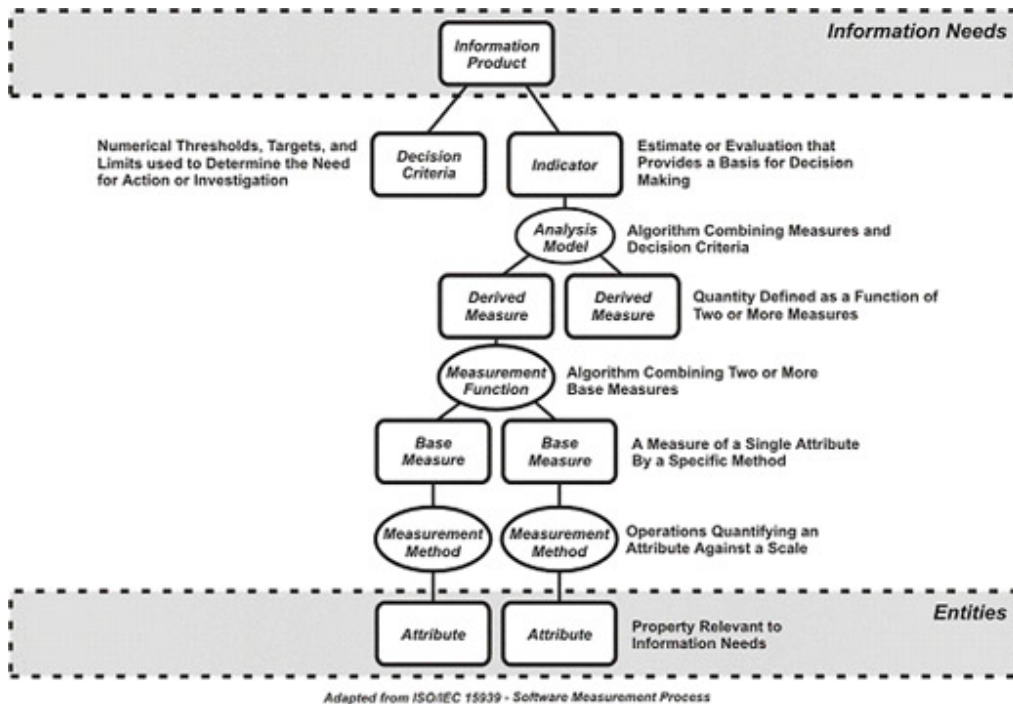 Information Needs
Information
Product
Numerical Thresholds, Targets, and
Limits used to Determine the Need
for Action or Investigation
Decision
Criteria
Indicator
Estimate or Evaluation that
Provides a Basis for Decision
Making
Analysis
Model
Algorithm Combining Measures and
Decision Criteria
Derived
Measure
Derived
Measure
Quantity Defined as a Function of
Two or More Measures
Measurement
Function
Algorithm Combining Two or More
Base Measures
Base
Measure
Base
Measure
A Measure of a Single Attribute
By a Specific Method
Measurement
Method
Measurement
Method
Operations Quantifying an
Attribute Against a Scale
Entities
Attribute
Attribute
Property Relevant to
Information Needs
Adapted from ISO/IEC 15939 - Software Measurement Process